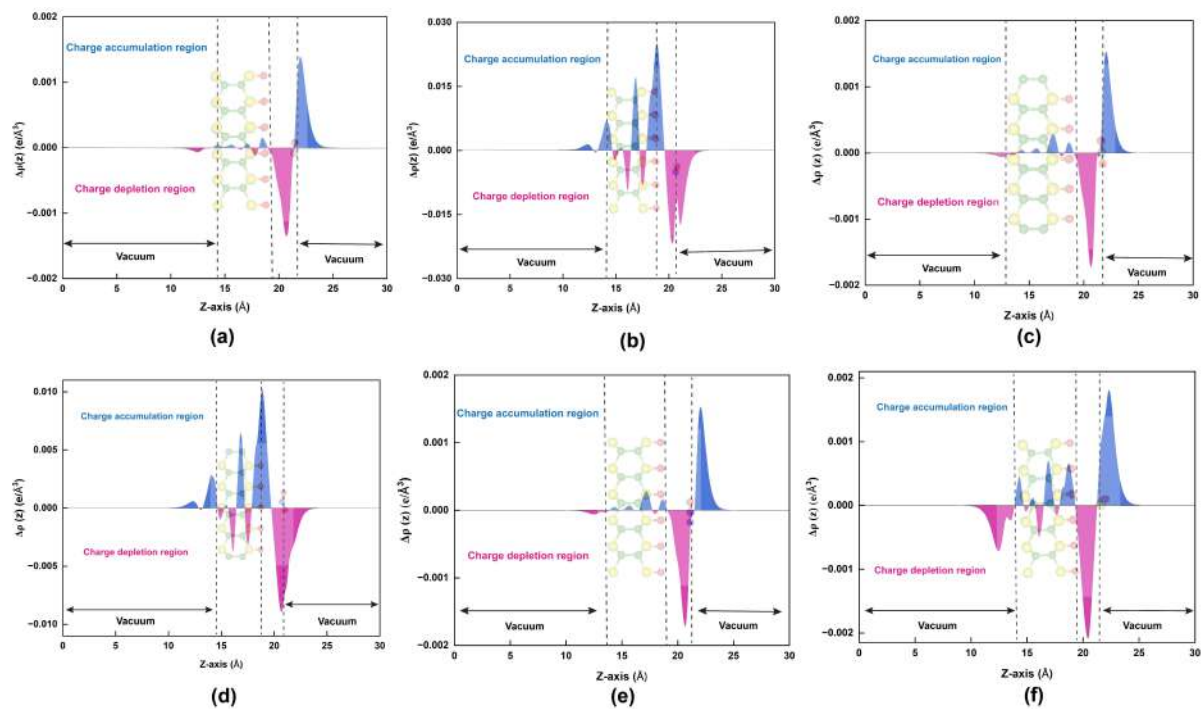 0.002
0.001
0.000
−0.001
−0.002
Δρ(z) (e/Å³)
Charge accumulation region
Charge depletion region
Vacuum
Vacuum
0 5 10 15 20 25 30
Z-axis (Å)
(a)
0.030
0.015
0.000
−0.015
−0.030
Δρ(z) (e/Å³)
Charge accumulation region
Charge depletion region
Vacuum
Vacuum
0 5 10 15 20 25 30
Z-axis (Å)
(b)
0.002
0.001
0.000
−0.001
−0.002
Δρ (z) (e/Å³)
Charge accumulation region
Charge depletion region
Vacuum
Vacuum
0 5 10 15 20 25 30
Z-axis (Å)
(c)
0.010
0.005
0.000
−0.005
−0.010
Δρ (z) (e/Å³)
Charge accumulation region
Charge depletion region
Vacuum
Vacuum
0 5 10 15 20 25 30
Z-axis (Å)
(d)
0.002
0.001
0.000
−0.001
−0.002
Δρ (z) (e/Å³)
Charge accumulation region
Charge depletion region
Vacuum
Vacuum
0 5 10 15 20 25 30
Z-axis (Å)
(e)
0.002
0.001
0.000
−0.001
−0.002
Δρ (z) (e/Å³)
Charge accumulation region
Charge depletion region
Vacuum
Vacuum
0 5 10 15 20 25 30
Z-axis (Å)
(f)